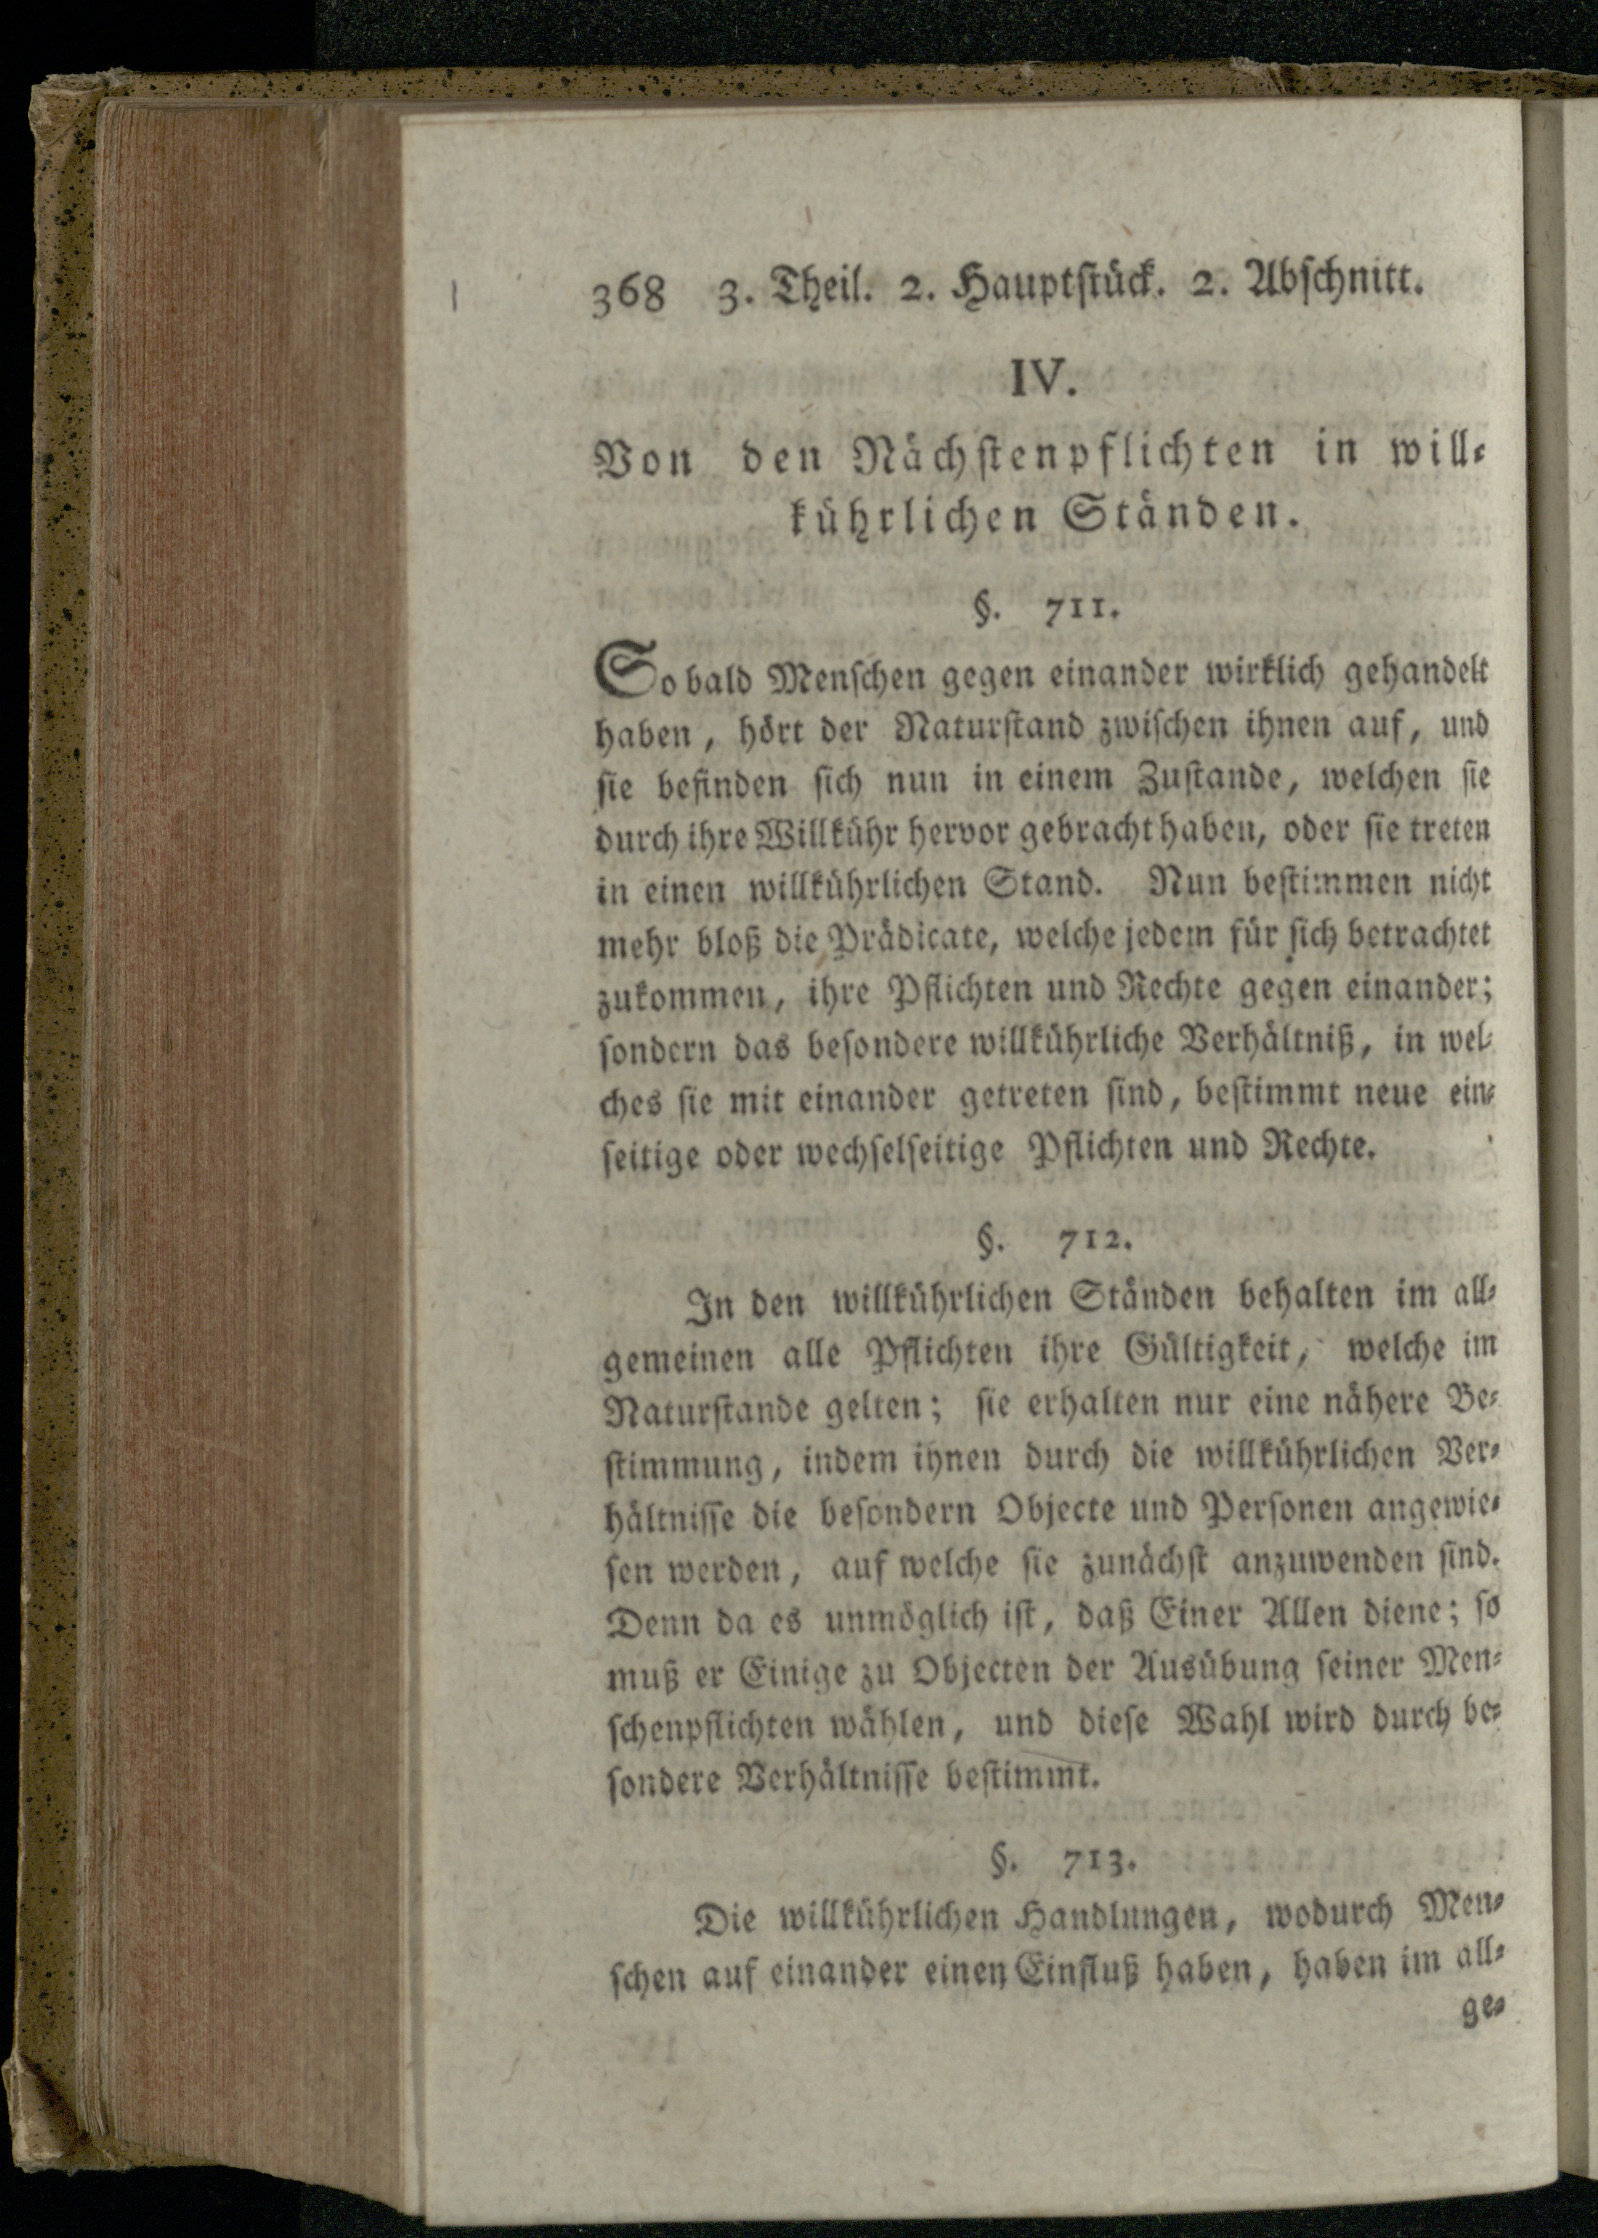 368 3. Theil. 2. Hauptstück. 2. Abschnitt.
IV.
Von den Nächstenpflichten in will-
kührlichen Ständen.
§. 711.
So bald Menschen gegen einander wirklich gehandelt
haben, hört der Naturstand zwischen ihnen auf, und
sie befinden sich nun in einem Zustande, welchen sie
durch ihre Willkühr hervor gebracht haben, oder sie treten
in einen willkührlichen Stand. Nun bestimmen nicht
mehr bloß die Prädicate, welche jedem für sich betrachtet
zukommen, ihre Pflichten und Rechte gegen einander;
sondern das besondere willkührliche Verhältniß, in wel-
ches sie mit einander getreten sind, bestimmt neue ein-
seitige oder wechselseitige Pflichten und Rechte.
§. 712.
In den willkührlichen Ständen behalten im all-
gemeinen alle Pflichten ihre Gültigkeit, welche im
Naturstande gelten; sie erhalten nur eine nähere Be-
stimmung, indem ihnen durch die willkührlichen Ver-
hältnisse die besondern Objecte und Personen angewie-
sen werden, auf welche sie zunächst anzuwenden sind.
Denn da es unmöglich ist, daß Einer Allen diene; so
muß er Einige zu Objecten der Ausübung seiner Men-
schenpflichten wählen, und diese Wahl wird durch be-
sondere Verhältnisse bestimmt.
§. 713.
Die willkührlichen Handlungen, wodurch Men-
schen auf einander einen Einfluß haben, haben im all-
ge-